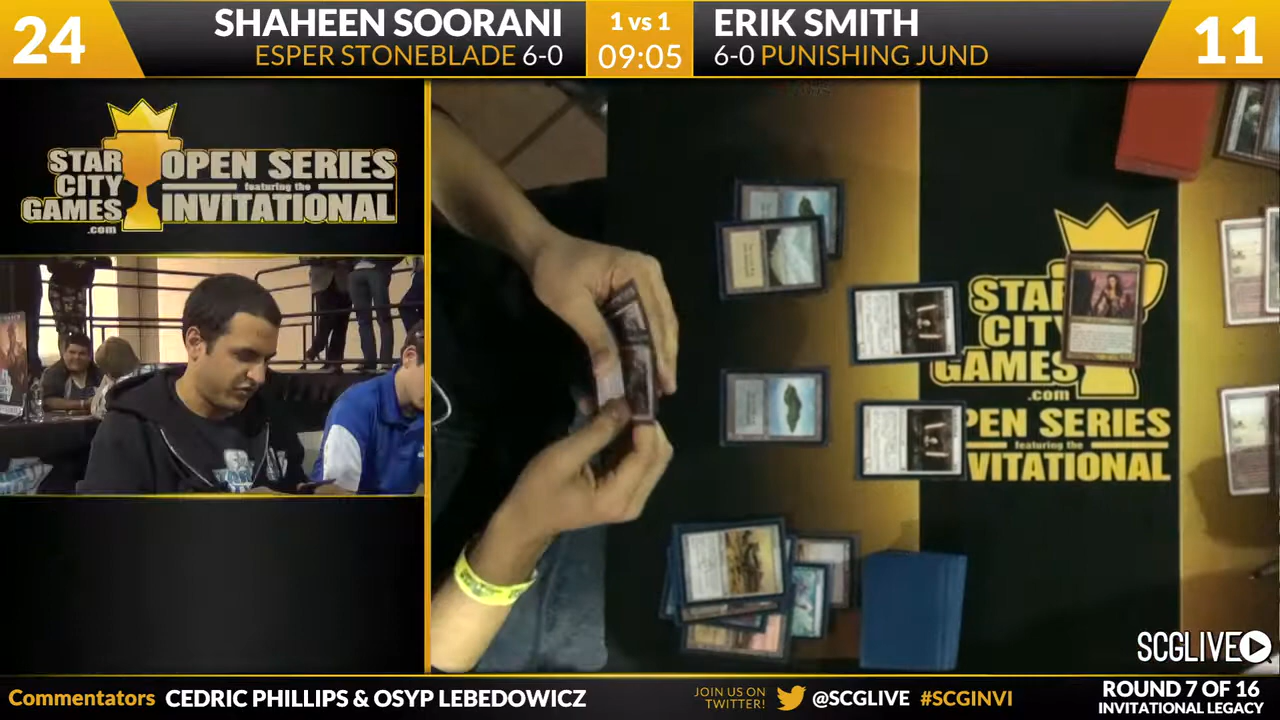 24
SHAHEEN SOORANI
ESPER STONEBLADE 6-0
1 vs 1
09:05
ERIK SMITH
6-0 PUNISHING JUND
11
STAR CITY GAMES .com
OPEN SERIES
featuring the
INVITATIONAL
STAR
CITY
GAMES
.com
PEN SERIES
featuring the
VITATIONAL
SCGLIVE
Commentators CEDRIC PHILLIPS & OSYP LEBEDOWICZ
JOIN US ON TWITTER!
@SCGLIVE #SCGINVI
ROUND 7 OF 16
INVITATIONAL LEGACY